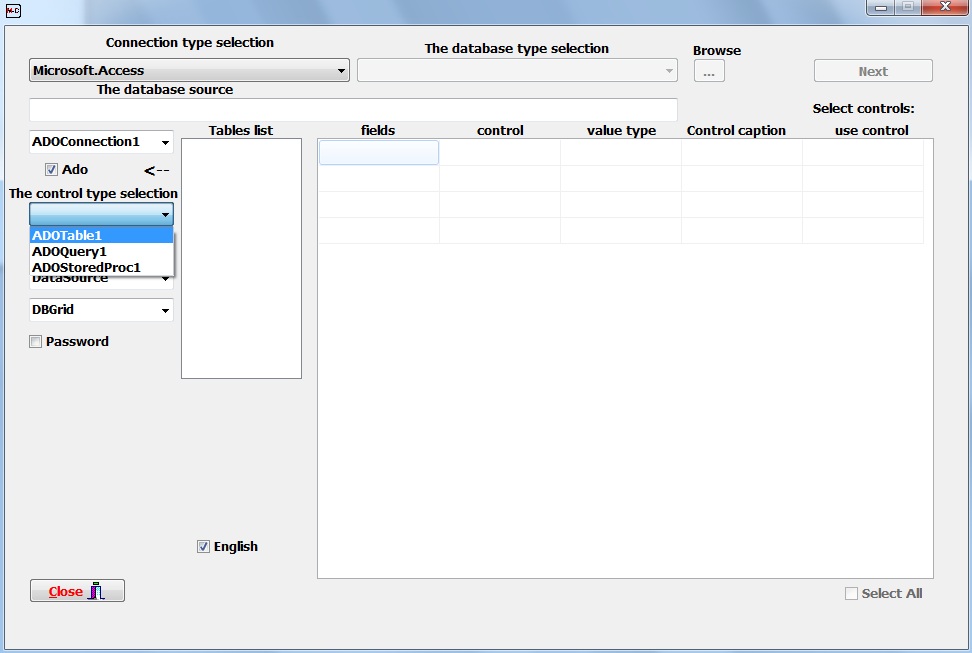 M-C
Connection type selection
The database type selection
Browse
Microsoft.Access
...
Next
The database source
Select controls:
Tables list
fields
control
value type
Control caption
use control
ADOConnection1
Ado
<--
The control type selection
ADOTable1
ADOQuery1
ADOStoredProc1
DataSource
DBGrid
Password
English
Close
Select All